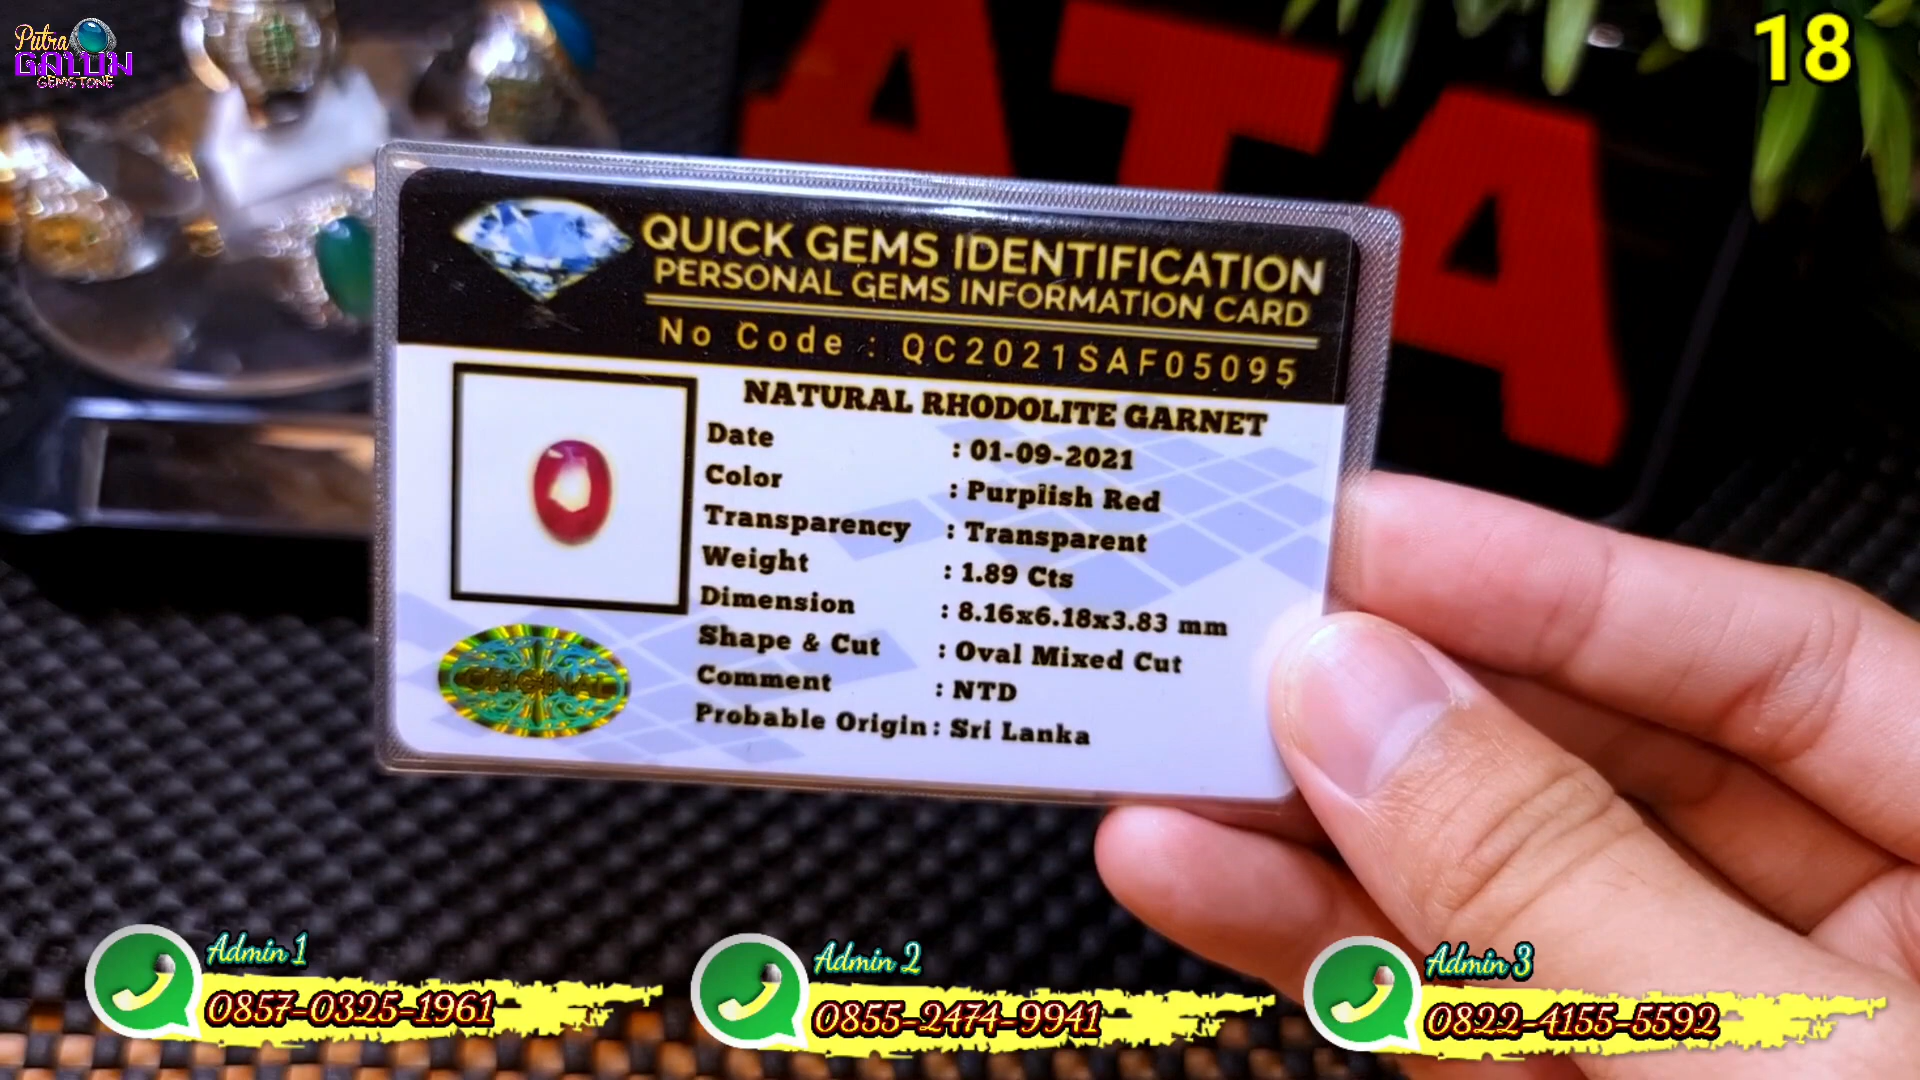 Putra
GALUN
GEMSTONE
18
ATA
QUICK GEMS IDENTIFICATION
PERSONAL GEMS INFORMATION CARD
No Code : QC2021SAF05095
NATURAL RHODOLITE GARNET
Date : 01-09-2021
Color : Purplish Red
Transparency : Transparent
Weight : 1.89 Cts
Dimension : 8.16x6.18x3.83 mm
Shape & Cut : Oval Mixed Cut
Comment : NTD
Probable Origin : Sri Lanka
ORIGINAL
Admin 1
0857-0325-1961
Admin 2
0855-2474-9941
Admin 3
0822-4155-5592